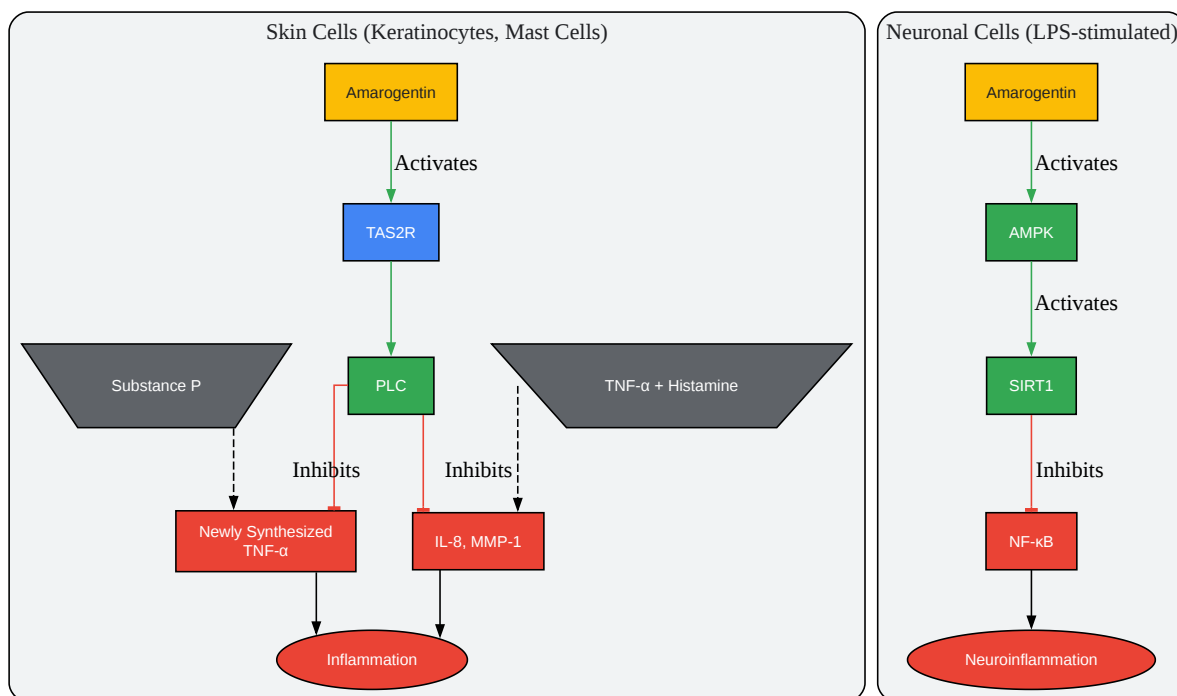 Skin Cells (Keratinocytes, Mast Cells)
Amarogentin
Activates
TAS2R
Substance P
PLC
TNF-α + Histamine
Inhibits
Inhibits
Newly Synthesized
TNF-α
IL-8, MMP-1
Inflammation
Neuronal Cells (LPS-stimulated)
Amarogentin
Activates
AMPK
Activates
SIRT1
Inhibits
NF-κB
Neuroinflammation